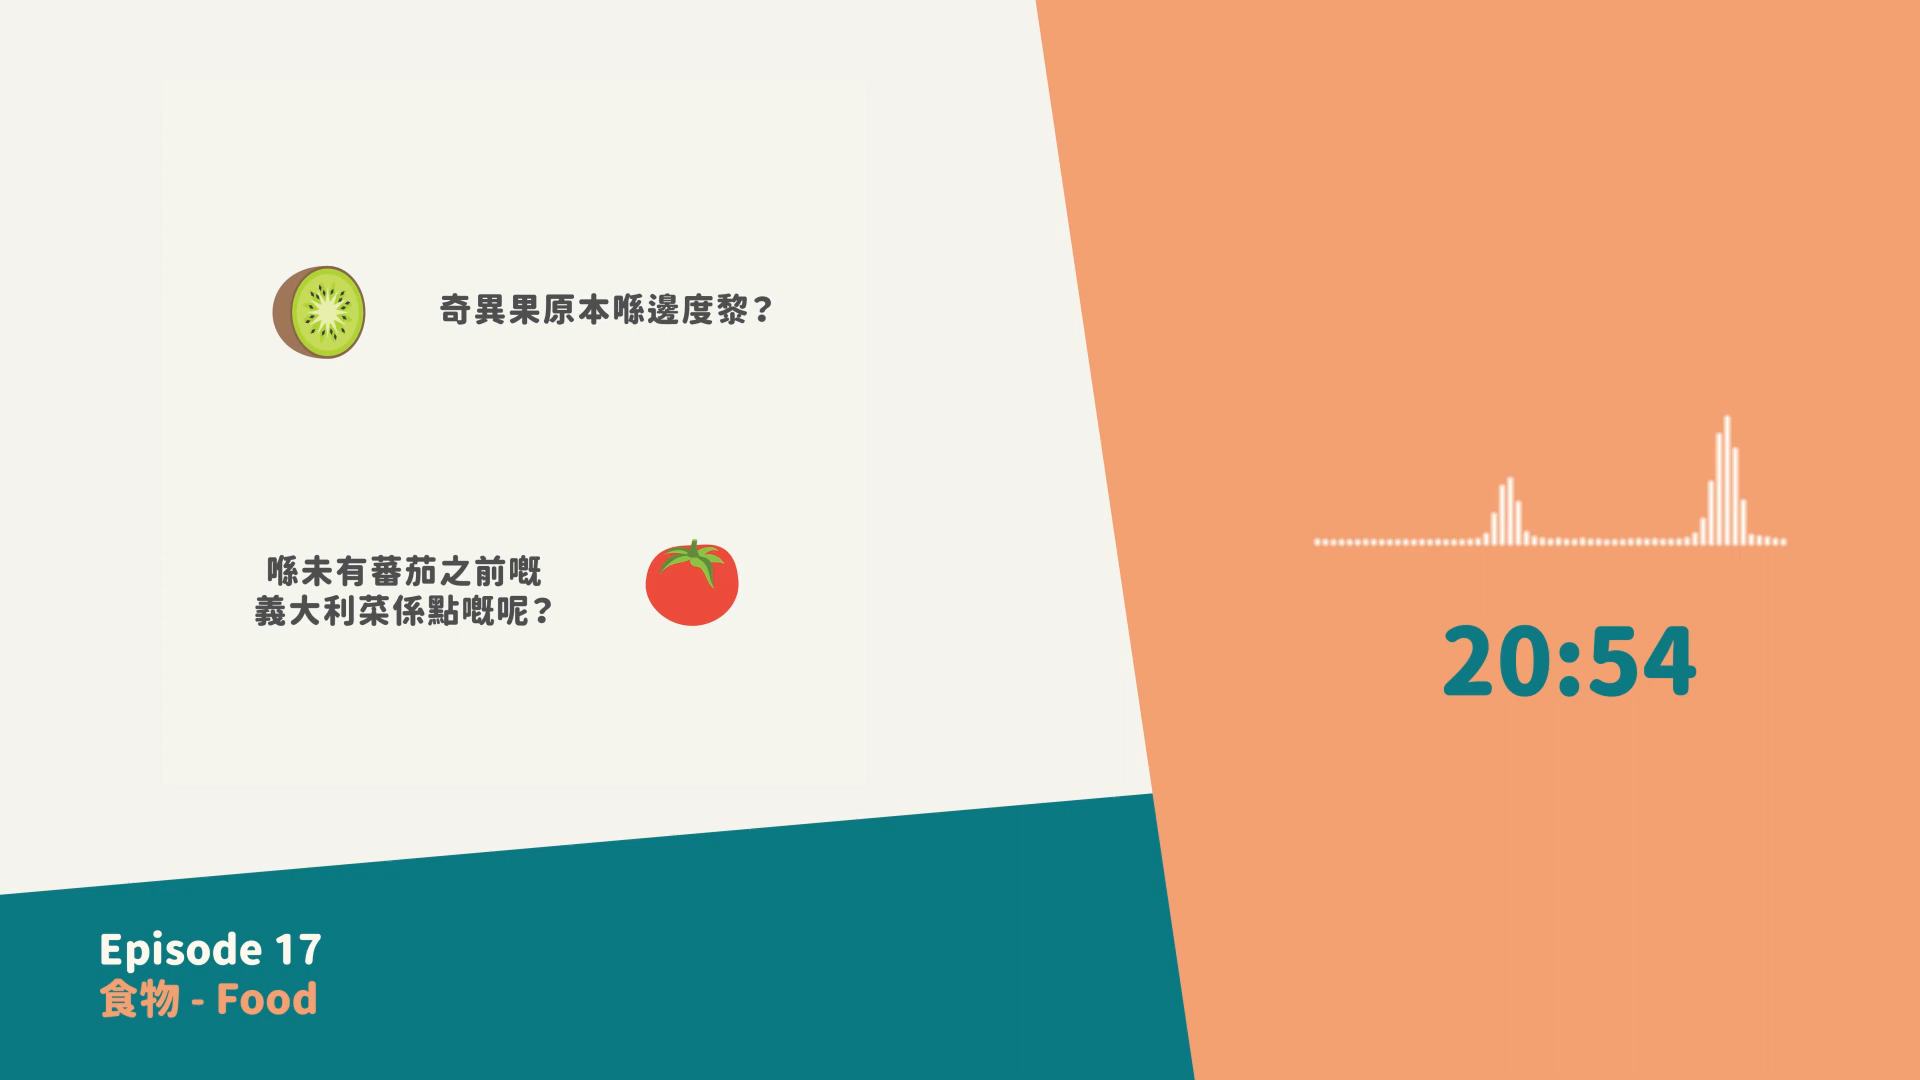 奇異果原本喺邊度黎？
喺未有蕃茄之前嘅
義大利菜係點嘅呢？
20:54
Episode 17
食物 - Food